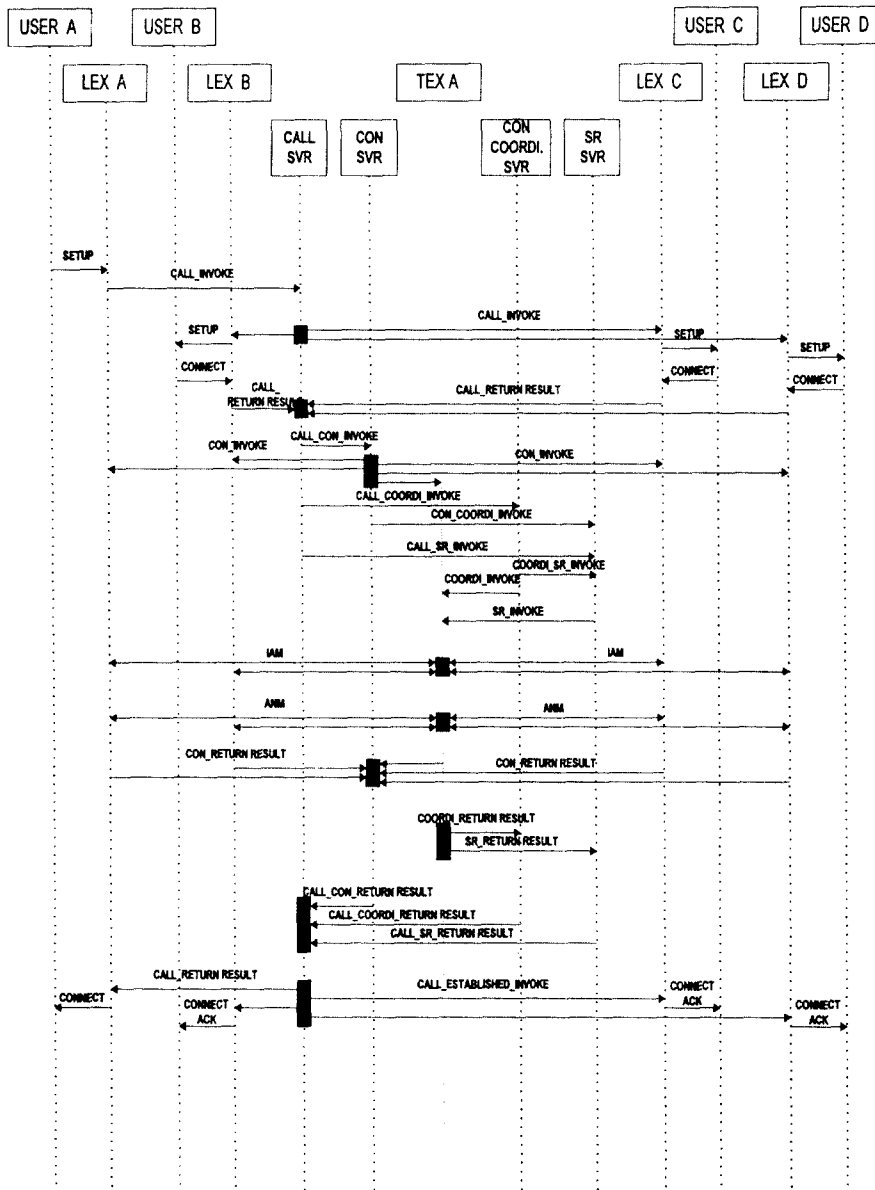 USER A
USER B
USER C
USER D
LEX A
LEX B
TEX A
LEX C
LEX D
CALL
SVR
CON
SVR
CON
COORDI.
SVR
SR
SVR
SETUP
CALL_INVOKE
CALL_INVOKE
SETUP
SETUP
SETUP
CONNECT
CONNECT
CONNECT
CALL_
RETURN RESULT
CALL_RETURN RESULT
CALL_CON_INVOKE
CON_INVOKE
CON_INVOKE
CALL_COORDI_INVOKE
CON_COORDI_INVOKE
CALL_SR_INVOKE
COORDI_SR_INVOKE
COORDI_INVOKE
SR_INVOKE
IAM
IAM
ANM
ANM
CON_RETURN RESULT
CON_RETURN RESULT
COORDI_RETURN RESULT
SR_RETURN RESULT
CALL_CON_RETURN RESULT
CALL_COORDI_RETURN RESULT
CALL_SR_RETURN RESULT
CALL_RETURN RESULT
CALL_ESTABLISHED_INVOKE
CONNECT
CONNECT
ACK
CONNECT
ACK
CONNECT
ACK